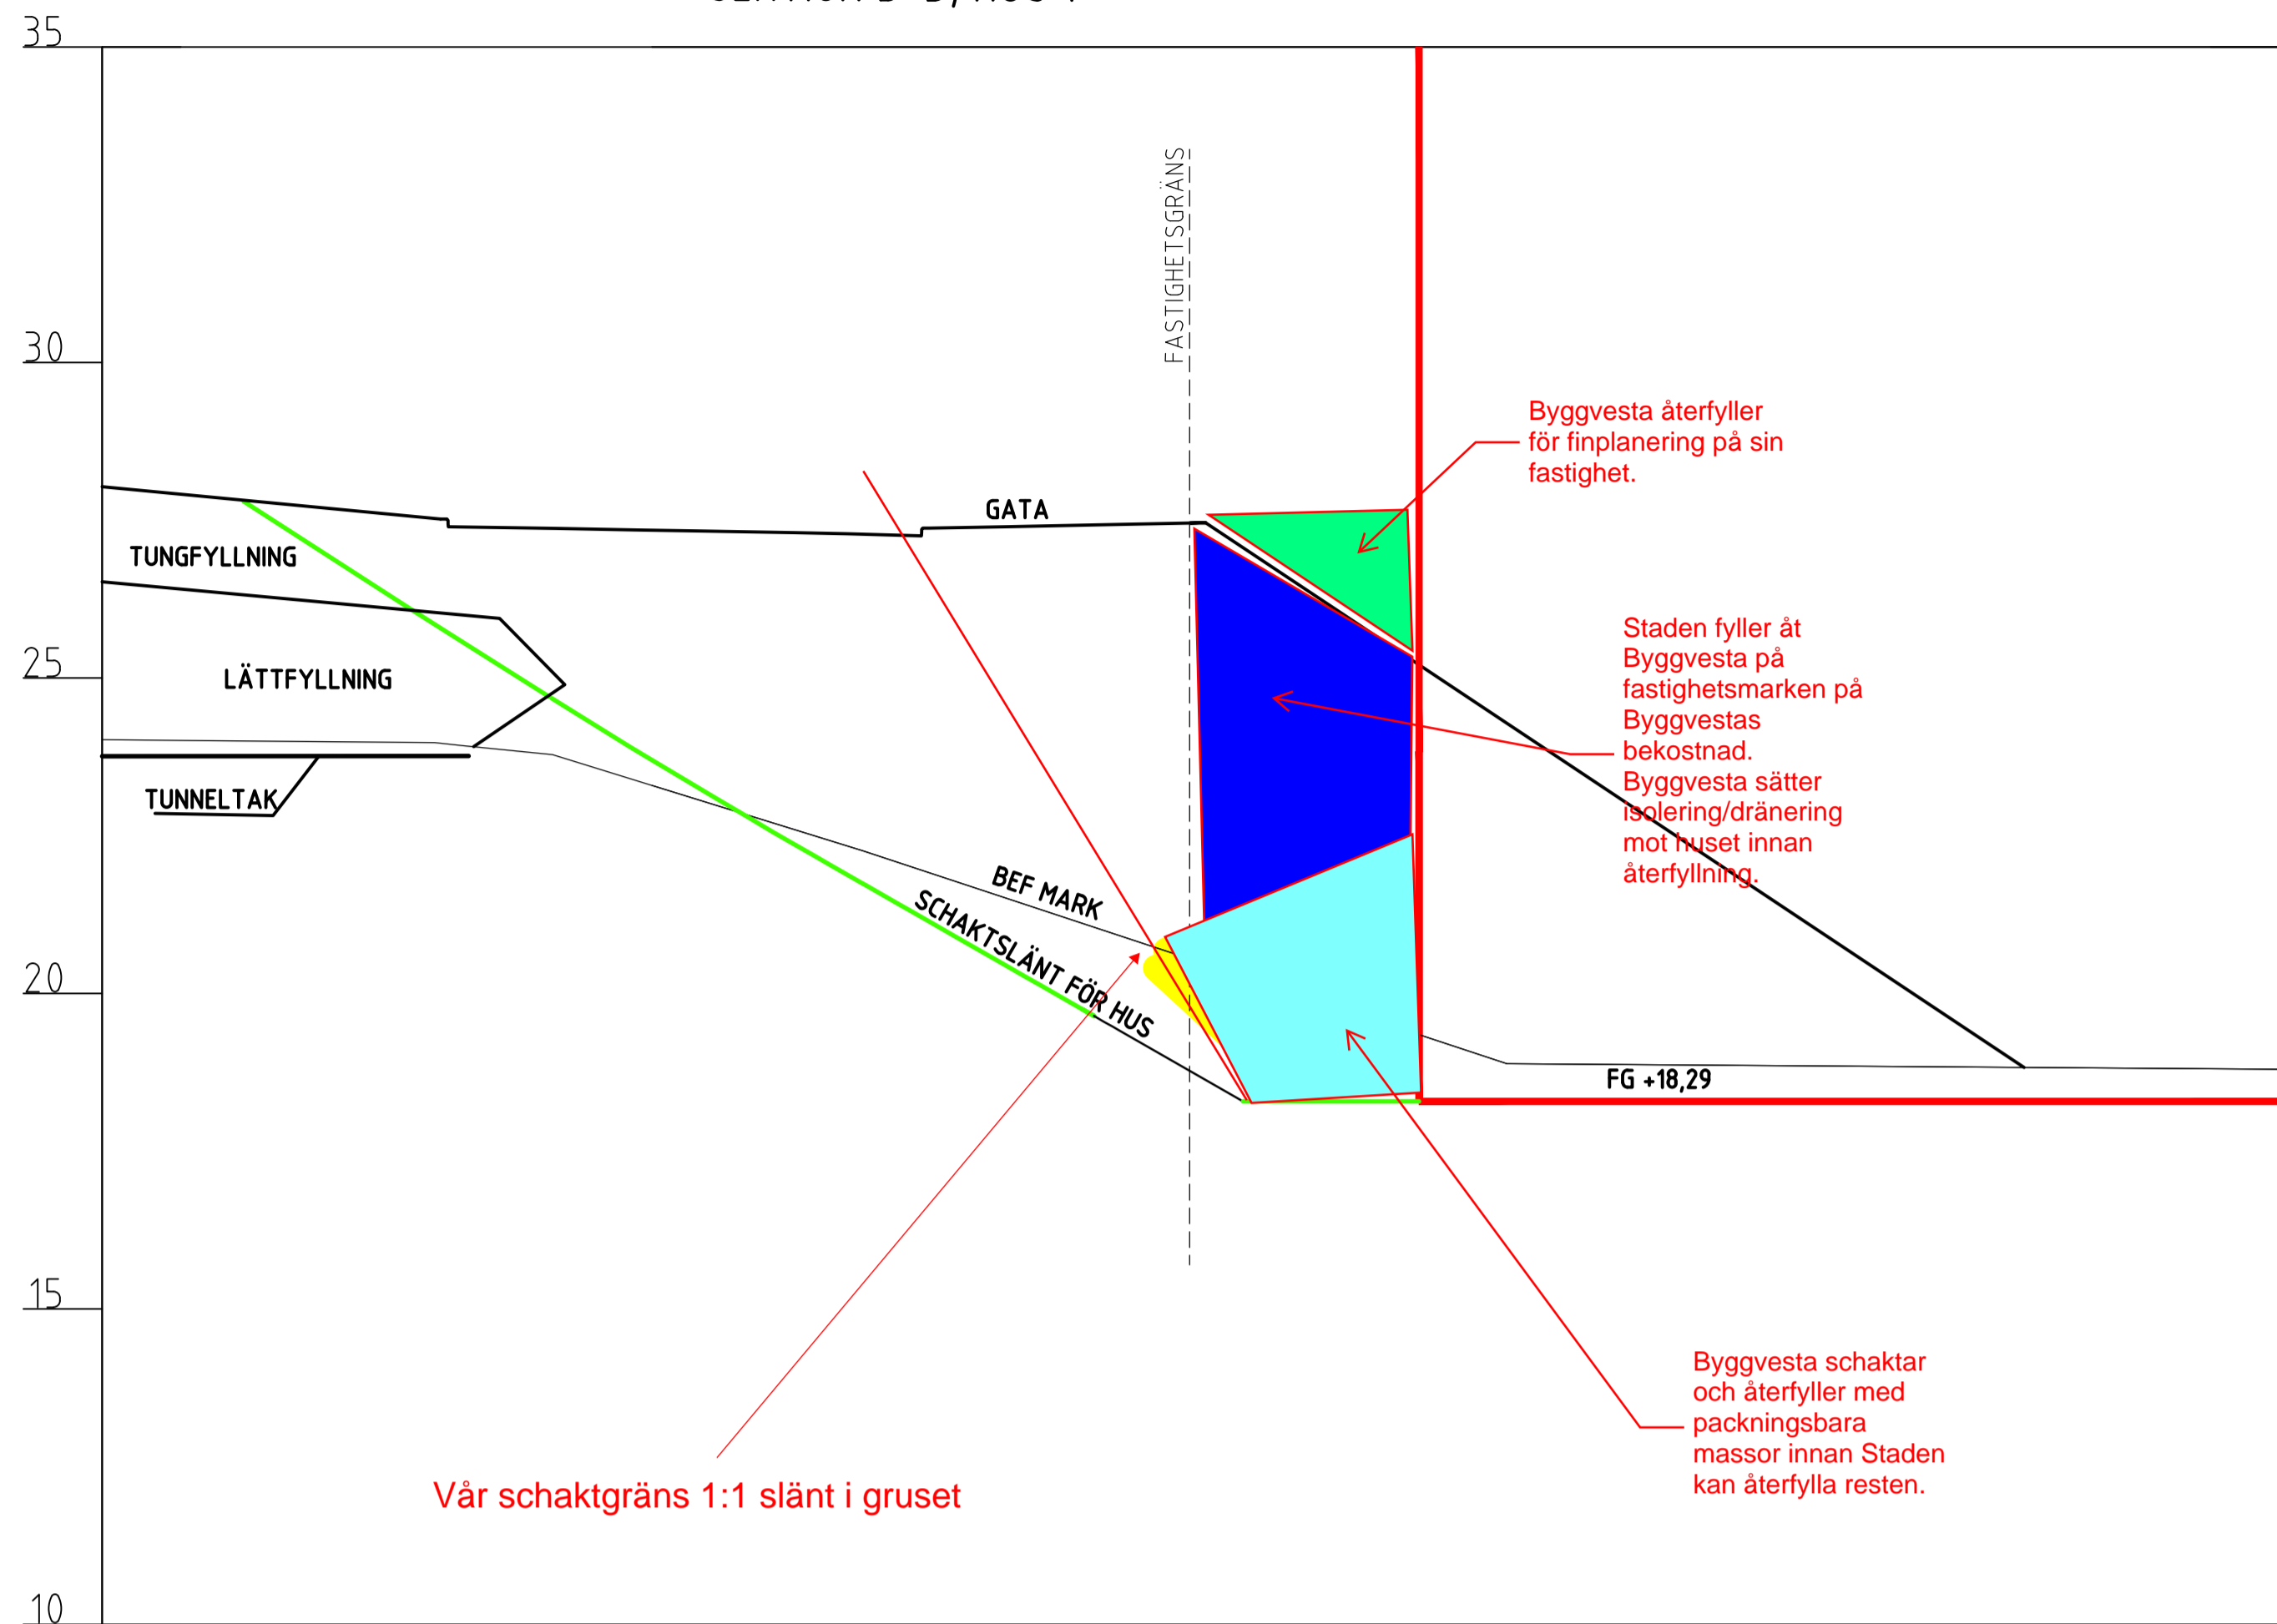 35
30
25
20
15
10
FASTIGHETSGRÄNS
GATA
TUNGFYLLNING
LÄTTFYLLNING
TUNNELTAK
BEF MARK
SCHAKTSLÄNT FÖR HUS
FG +18,29
Byggvesta återfyller
för finplanering på sin
fastighet.
Staden fyller åt
Byggvesta på
fastighetsmarken på
Byggvestas
bekostnad.
Byggvesta sätter
isolering/dränering
mot huset innan
återfyllning.
Byggvesta schaktar
och återfyller med
packningsbara
massor innan Staden
kan återfylla resten.
Vår schaktgräns 1:1 slänt i gruset